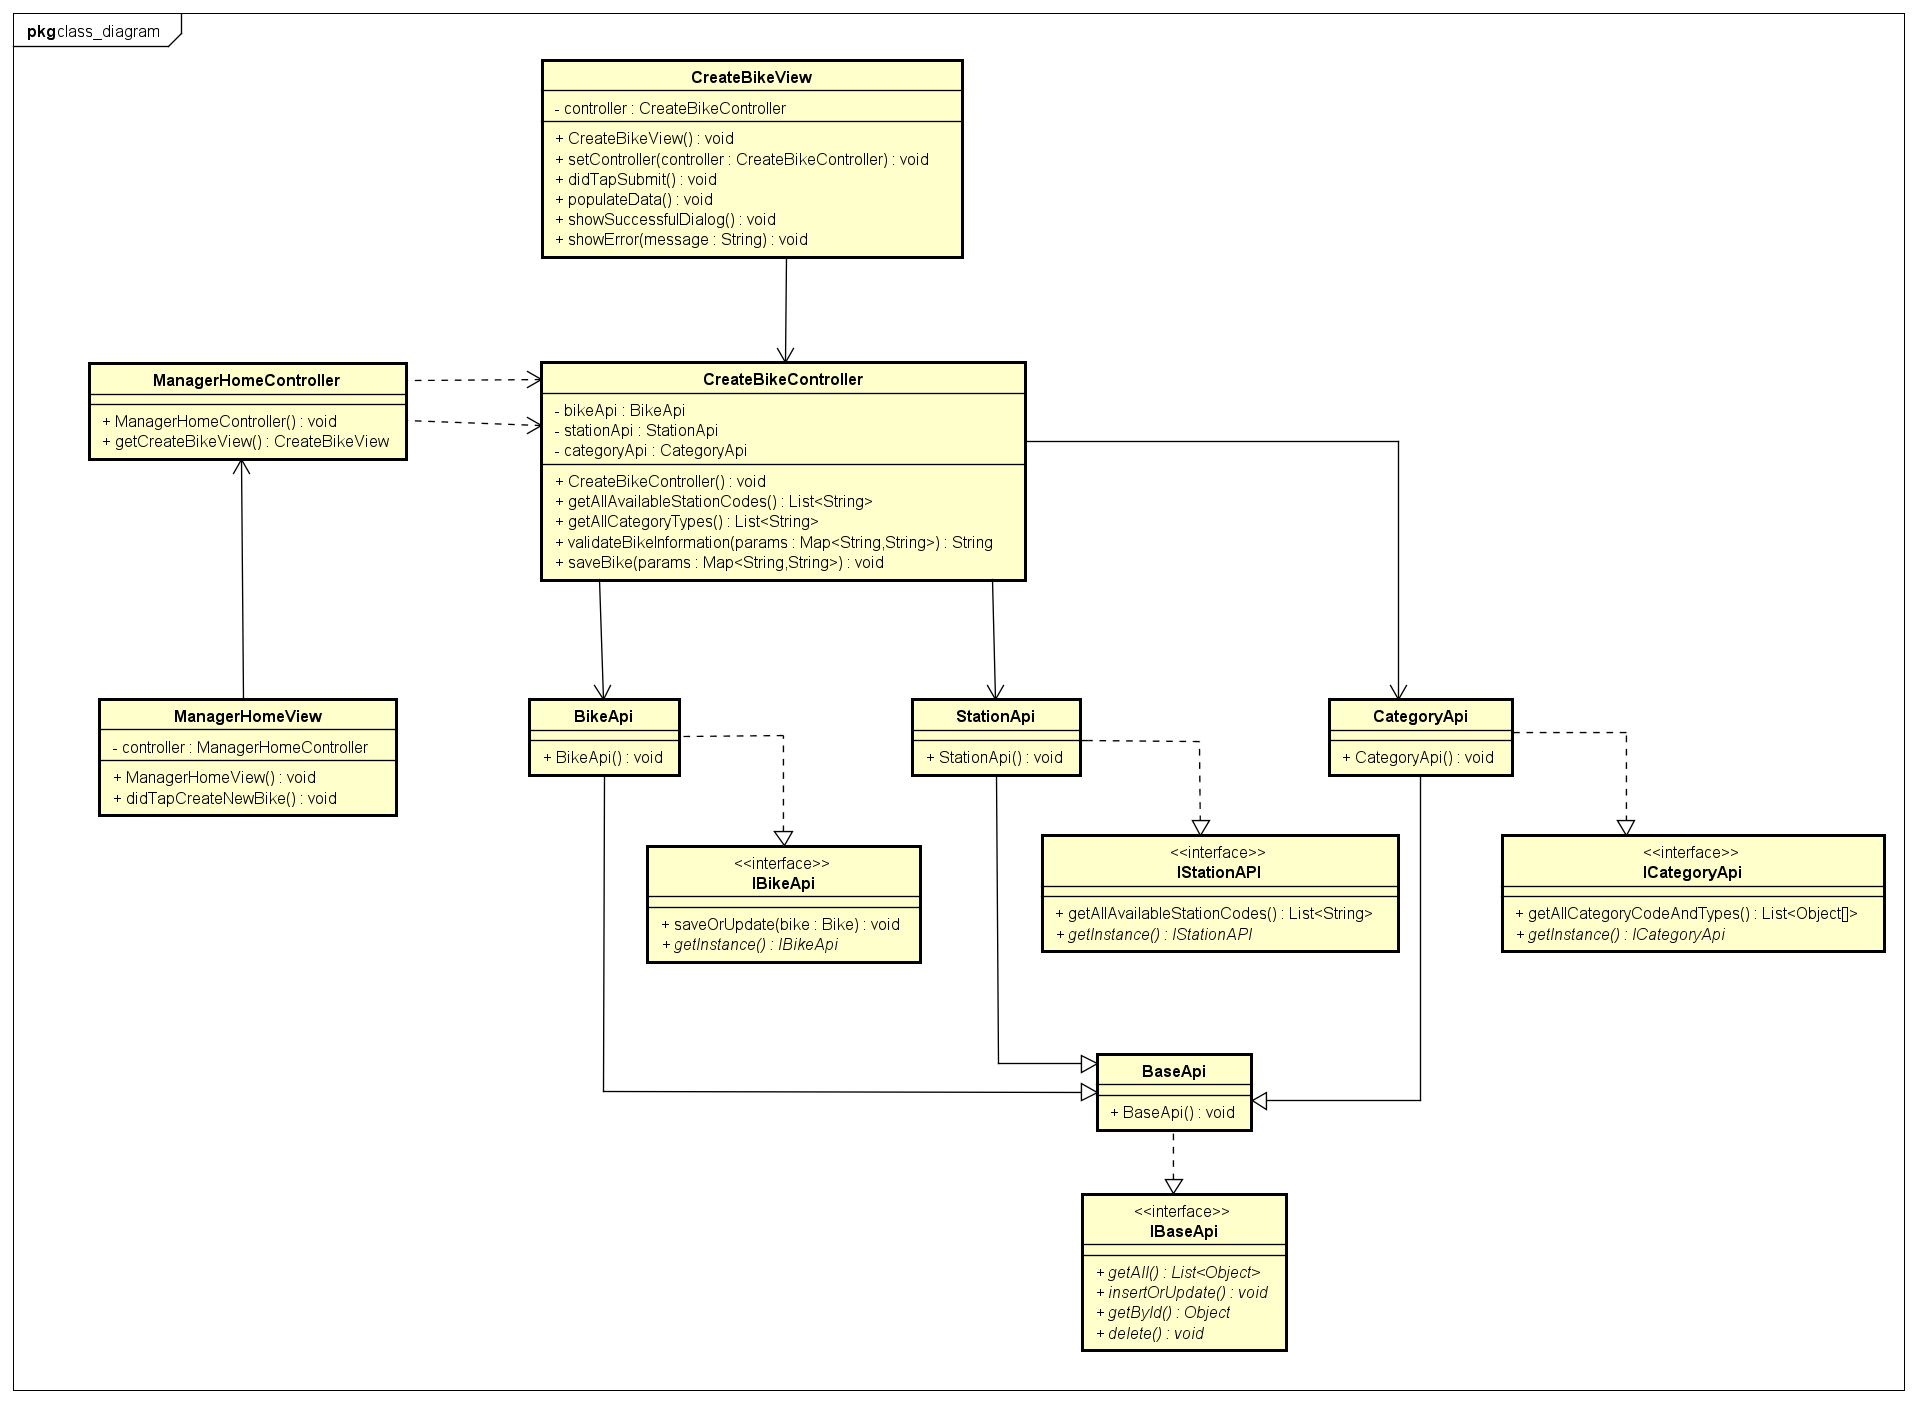 pkg class_diagram
CreateBikeView
- controller : CreateBikeController
+ CreateBikeView() : void
+ setController(controller : CreateBikeController) : void
+ didTapSubmit() : void
+ populateData() : void
+ showSuccessfulDialog() : void
+ showError(message : String) : void
ManagerHomeController
+ ManagerHomeController() : void
+ getCreateBikeView() : CreateBikeView
CreateBikeController
- bikeApi : BikeApi
- stationApi : StationApi
- categoryApi : CategoryApi
+ CreateBikeController() : void
+ getAllAvailableStationCodes() : List<String>
+ getAllCategoryTypes() : List<String>
+ validateBikeInformation(params : Map<String,String>) : String
+ saveBike(params : Map<String,String>) : void
ManagerHomeView
- controller : ManagerHomeController
+ ManagerHomeView() : void
+ didTapCreateNewBike() : void
BikeApi
+ BikeApi() : void
StationApi
+ StationApi() : void
CategoryApi
+ CategoryApi() : void
<<interface>>
IBikeApi
+ saveOrUpdate(bike : Bike) : void
+ getInstance() : IBikeApi
<<interface>>
IStationAPI
+ getAllAvailableStationCodes() : List<String>
+ getInstance() : IStationAPI
<<interface>>
ICategoryApi
+ getAllCategoryCodeAndTypes() : List<Object[]>
+ getInstance() : ICategoryApi
BaseApi
+ BaseApi() : void
<<interface>>
IBaseApi
+ getAll() : List<Object>
+ insertOrUpdate() : void
+ getById() : Object
+ delete() : void